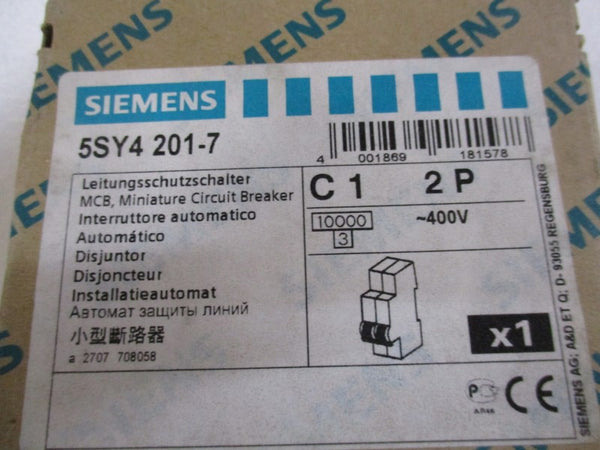 SIEMENS
SIEMENS
5SY4 201-7
4 001869 181578
Leitungsschutzschalter
MCB, Miniature Circuit Breaker
Interruttore automatico
Automático
Disjuntor
Disjoncteur
Installatieautomat
Автомат защиты линий
小型斷路器
a 2707 708058
C 1 2 P
10000
3
~400V
x1
CE
SIEMENS AG; A&D ET Q; D- 93055 REGENSBURG